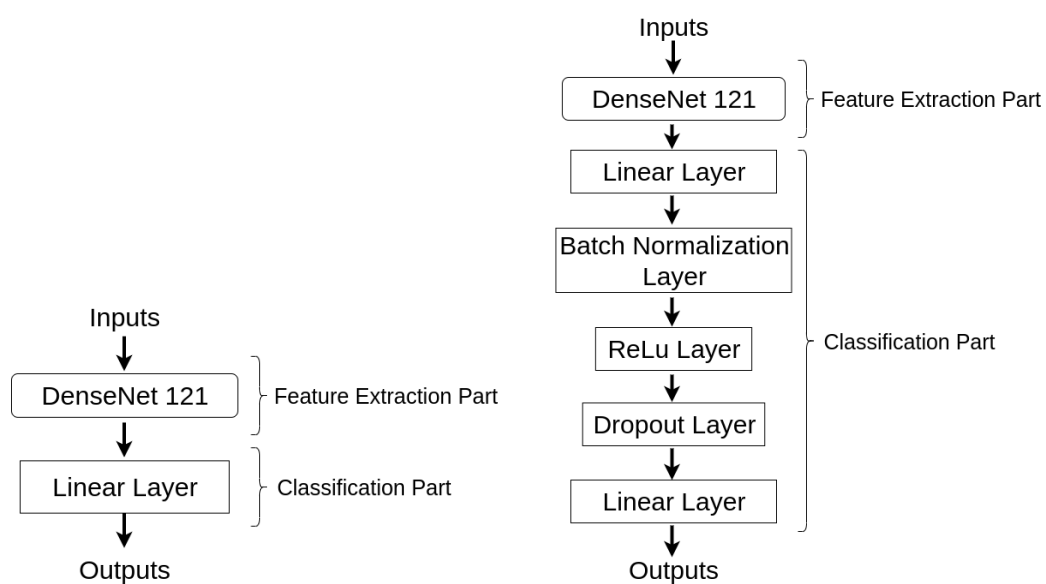 Inputs
DenseNet 121
Feature Extraction Part
Linear Layer
Classification Part
Outputs
Inputs
DenseNet 121
Feature Extraction Part
Linear Layer
Batch Normalization
Layer
ReLu Layer
Dropout Layer
Linear Layer
Classification Part
Outputs